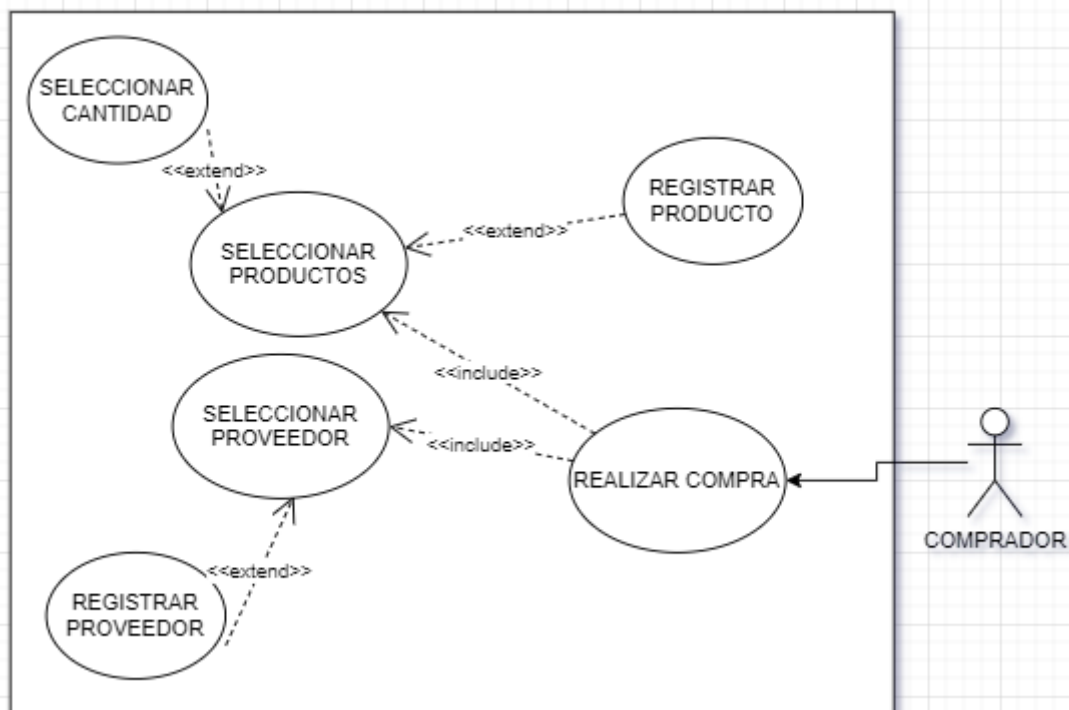 SELECCIONAR
CANTIDAD
<<extend>>
REGISTRAR
PRODUCTO
<<extend>>
SELECCIONAR
PRODUCTOS
<<include>>
SELECCIONAR
PROVEEDOR
<<include>>
REALIZAR COMPRA
COMPRADOR
<<extend>>
REGISTRAR
PROVEEDOR